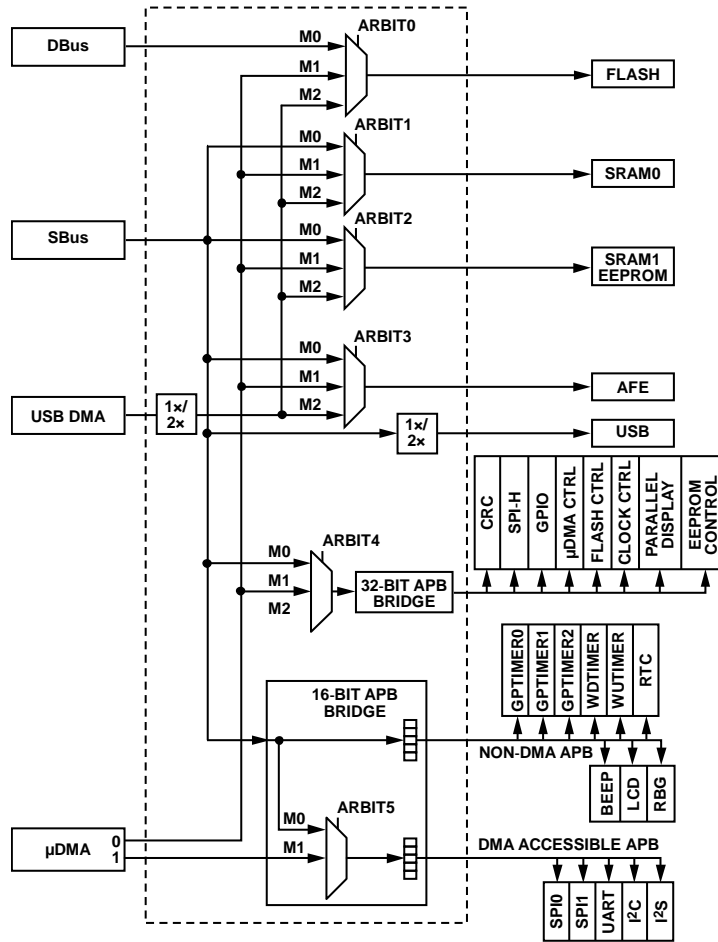 ARBIT0
DBus
M0
M1
M2
FLASH
ARBIT1
M0
M1
M2
SRAM0
ARBIT2
SBus
M0
M1
M2
SRAM1
EEPROM
ARBIT3
M0
M1
M2
AFE
USB DMA
1×/
2×
1×/
2×
USB
CRC
SPI-H
GPIO
µDMA CTRL
FLASH CTRL
CLOCK CTRL
PARALLEL
DISPLAY
EEPROM
CONTROL
ARBIT4
M0
M1
M2
32-BIT APB
BRIDGE
GPTIMER0
GPTIMER1
GPTIMER2
WDTIMER
WUTIMER
RTC
16-BIT APB
BRIDGE
NON-DMA APB
BEEP
LCD
RBG
ARBIT5
M0
M1
µDMA
0
1
DMA ACCESSIBLE APB
SPI0
SPI1
UART
I²C
I²S